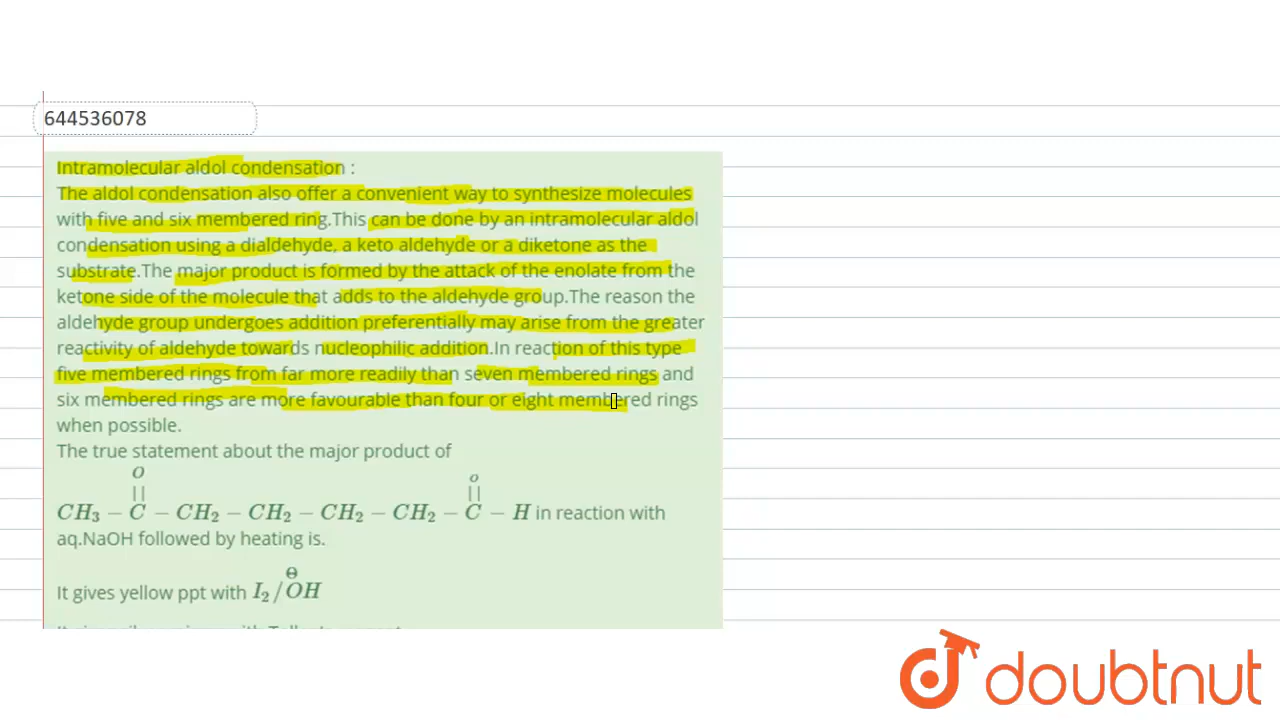 644536078
Intramolecular aldol condensation :
The aldol condensation also offer a convenient way to synthesize molecules
with five and six membered ring.This can be done by an intramolecular aldol
condensation using a dialdehyde, a keto aldehyde or a diketone as the
substrate.The major product is formed by the attack of the enolate from the
ketone side of the molecule that adds to the aldehyde group.The reason the
aldehyde group undergoes addition preferentially may arise from the greater
reactivity of aldehyde towards nucleophilic addition.In reaction of this type
five membered rings from far more readily than seven membered rings and
six membered rings are more favourable than four or eight membered rings
when possible.
The true statement about the major product of
O o
|| ||
CH3 − C − CH2 − CH2 − CH2 − CH2 − C − H in reaction with
aq.NaOH followed by heating is.
Θ
It gives yellow ppt with I2/OH
doubtnut